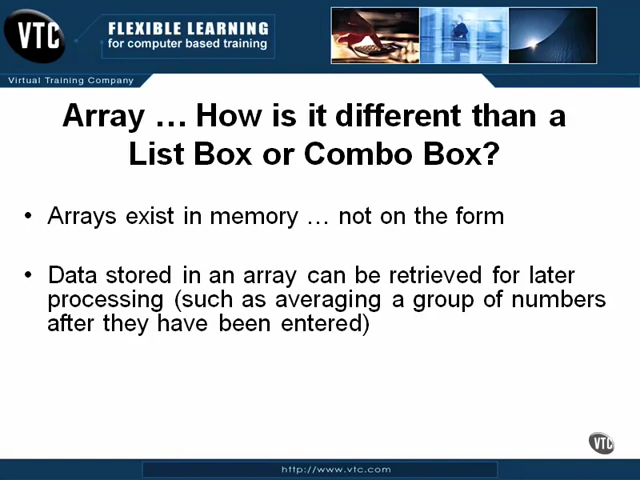 VTC
FLEXIBLE LEARNING
for computer based training
Virtual Training Company
Array … How is it different than a
List Box or Combo Box?
• Arrays exist in memory … not on the form
• Data stored in an array can be retrieved for later
processing (such as averaging a group of numbers
after they have been entered)
VTC
http://www.vtc.com